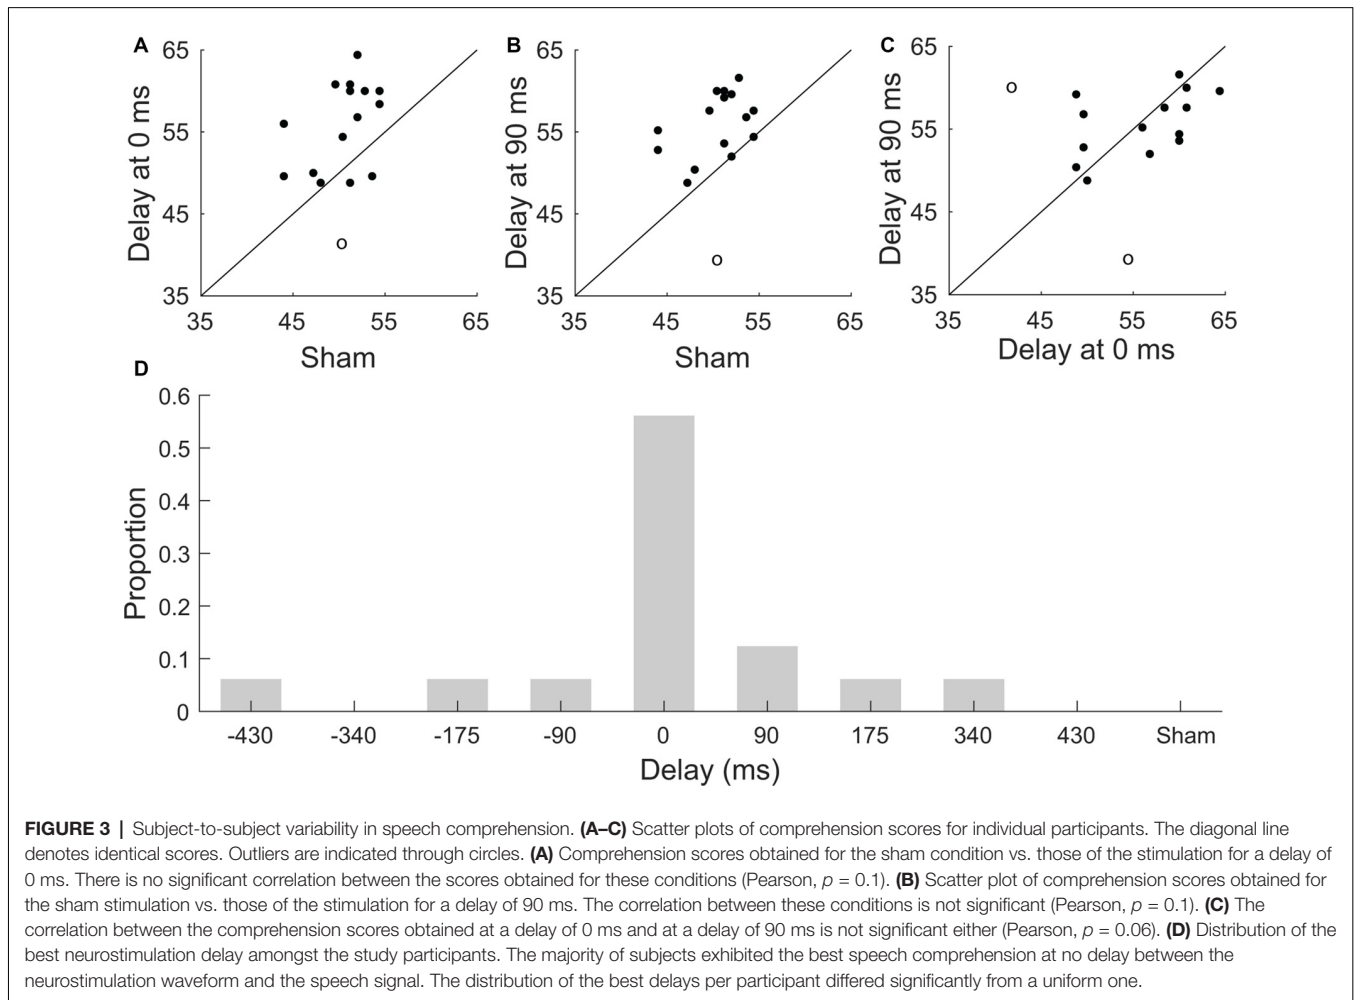 A
65
55
45
35
Delay at 0 ms
35 45 55 65
Sham
B
65
55
45
35
Delay at 90 ms
35 45 55 65
Sham
C
65
55
45
35
Delay at 90 ms
35 45 55 65
Delay at 0 ms
D
0.6
0.5
0.4
0.3
0.2
0.1
0
Proportion
-430 -340 -175 -90 0 90 175 340 430 Sham
Delay (ms)
FIGURE 3 | Subject-to-subject variability in speech comprehension. (A–C) Scatter plots of comprehension scores for individual participants. The diagonal line
denotes identical scores. Outliers are indicated through circles. (A) Comprehension scores obtained for the sham condition vs. those of the stimulation for a delay of
0 ms. There is no significant correlation between the scores obtained for these conditions (Pearson, p = 0.1). (B) Scatter plot of comprehension scores obtained for
the sham stimulation vs. those of the stimulation for a delay of 90 ms. The correlation between these conditions is not significant (Pearson, p = 0.1). (C) The
correlation between the comprehension scores obtained at a delay of 0 ms and at a delay of 90 ms is not significant either (Pearson, p = 0.06). (D) Distribution of the
best neurostimulation delay amongst the study participants. The majority of subjects exhibited the best speech comprehension at no delay between the
neurostimulation waveform and the speech signal. The distribution of the best delays per participant differed significantly from a uniform one.